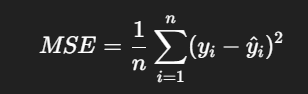 MSE = \frac{1}{n} \sum_{i=1}^{n} (y_i - \hat{y}_i)^2